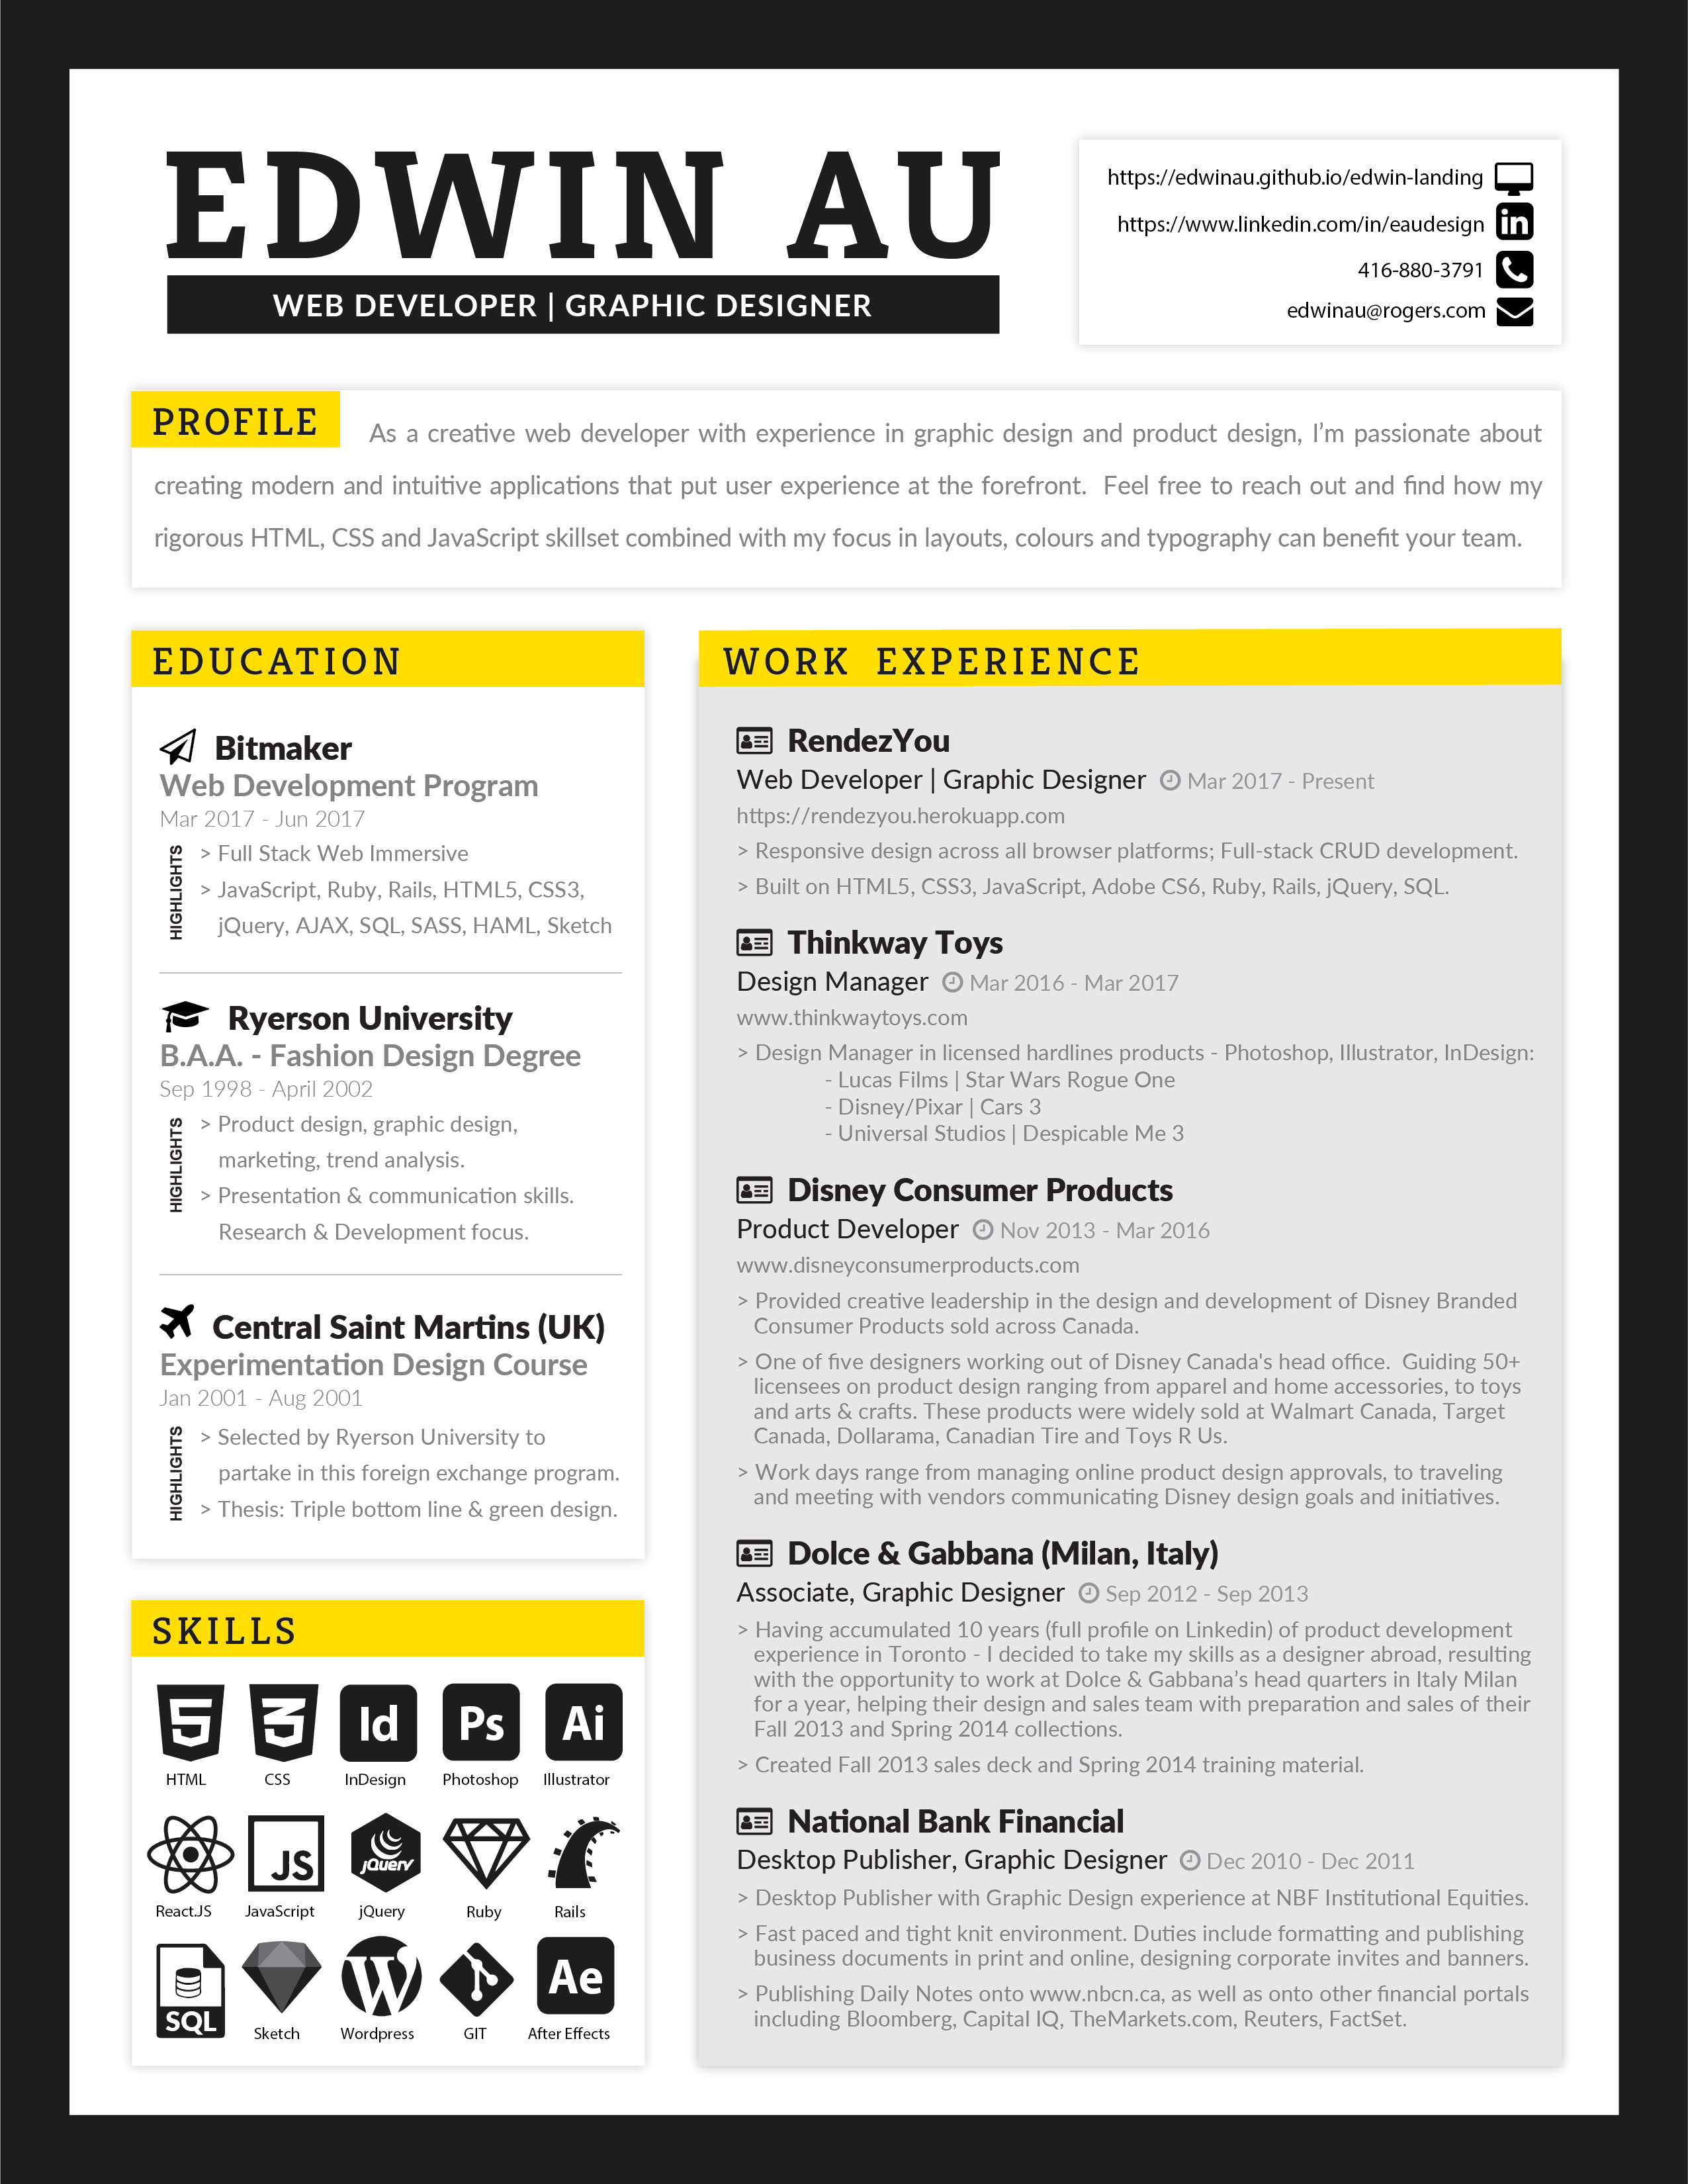 EDWIN AU
WEB DEVELOPER | GRAPHIC DESIGNER
https://edwinau.github.io/edwin-landing
https://www.linkedin.com/in/eaudesign
in
416-880-3791
edwinau@rogers.com
PROFILE
As a creative web developer with experience in graphic design and product design, I’m passionate about
creating modern and intuitive applications that put user experience at the forefront. Feel free to reach out and find how my
rigorous HTML, CSS and JavaScript skillset combined with my focus in layouts, colours and typography can benefit your team.
EDUCATION
Bitmaker
Web Development Program
Mar 2017 - Jun 2017
HIGHLIGHTS
> Full Stack Web Immersive
> JavaScript, Ruby, Rails, HTML5, CSS3,
jQuery, AJAX, SQL, SASS, HAML, Sketch
Ryerson University
B.A.A. - Fashion Design Degree
Sep 1998 - April 2002
HIGHLIGHTS
> Product design, graphic design,
marketing, trend analysis.
> Presentation & communication skills.
Research & Development focus.
Central Saint Martins (UK)
Experimentation Design Course
Jan 2001 - Aug 2001
HIGHLIGHTS
> Selected by Ryerson University to
partake in this foreign exchange program.
> Thesis: Triple bottom line & green design.
SKILLS
5 3 Id Ps Ai
HTML CSS InDesign Photoshop Illustrator
JS jQuery
ReactJS JavaScript jQuery Ruby Rails
SQL W Ae
Sketch Wordpress GIT After Effects
WORK EXPERIENCE
RendezYou
Web Developer | Graphic Designer Mar 2017 - Present
https://rendezyou.herokuapp.com
> Responsive design across all browser platforms; Full-stack CRUD development.
> Built on HTML5, CSS3, JavaScript, Adobe CS6, Ruby, Rails, jQuery, SQL.
Thinkway Toys
Design Manager Mar 2016 - Mar 2017
www.thinkwaytoys.com
> Design Manager in licensed hardlines products - Photoshop, Illustrator, InDesign:
- Lucas Films | Star Wars Rogue One
- Disney/Pixar | Cars 3
- Universal Studios | Despicable Me 3
Disney Consumer Products
Product Developer Nov 2013 - Mar 2016
www.disneyconsumerproducts.com
> Provided creative leadership in the design and development of Disney Branded
Consumer Products sold across Canada.
> One of five designers working out of Disney Canada's head office. Guiding 50+
licensees on product design ranging from apparel and home accessories, to toys
and arts & crafts. These products were widely sold at Walmart Canada, Target
Canada, Dollarama, Canadian Tire and Toys R Us.
> Work days range from managing online product design approvals, to traveling
and meeting with vendors communicating Disney design goals and initiatives.
Dolce & Gabbana (Milan, Italy)
Associate, Graphic Designer Sep 2012 - Sep 2013
> Having accumulated 10 years (full profile on Linkedin) of product development
experience in Toronto - I decided to take my skills as a designer abroad, resulting
with the opportunity to work at Dolce & Gabbana’s head quarters in Italy Milan
for a year, helping their design and sales team with preparation and sales of their
Fall 2013 and Spring 2014 collections.
> Created Fall 2013 sales deck and Spring 2014 training material.
National Bank Financial
Desktop Publisher, Graphic Designer Dec 2010 - Dec 2011
> Desktop Publisher with Graphic Design experience at NBF Institutional Equities.
> Fast paced and tight knit environment. Duties include formatting and publishing
business documents in print and online, designing corporate invites and banners.
> Publishing Daily Notes onto www.nbcn.ca, as well as onto other financial portals
including Bloomberg, Capital IQ, TheMarkets.com, Reuters, FactSet.